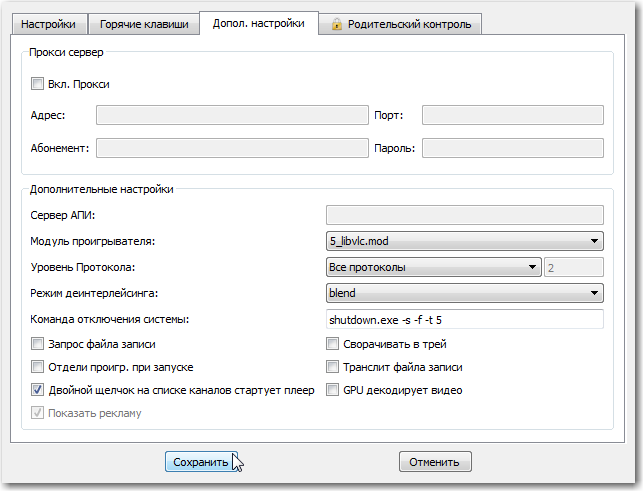 Настройки Горячие клавиши Допол. настройки Родительский контроль
Прокси сервер
Вкл. Прокси
Адрес: Порт:
Абонемент: Пароль:
Дополнительные настройки
Сервер АПИ:
Модуль проигрывателя: 5_libvlc.mod
Уровень Протокола: Все протоколы 2
Режим деинтерлейсинга: blend
Команда отключения системы: shutdown.exe -s -f -t 5
Запрос файла записи Сворачивать в трей
Отдели проигр. при запуске Транслит файла записи
Двойной щелчок на списке каналов стартует плеер GPU декодирует видео
Показать рекламу
Сохранить Отменить